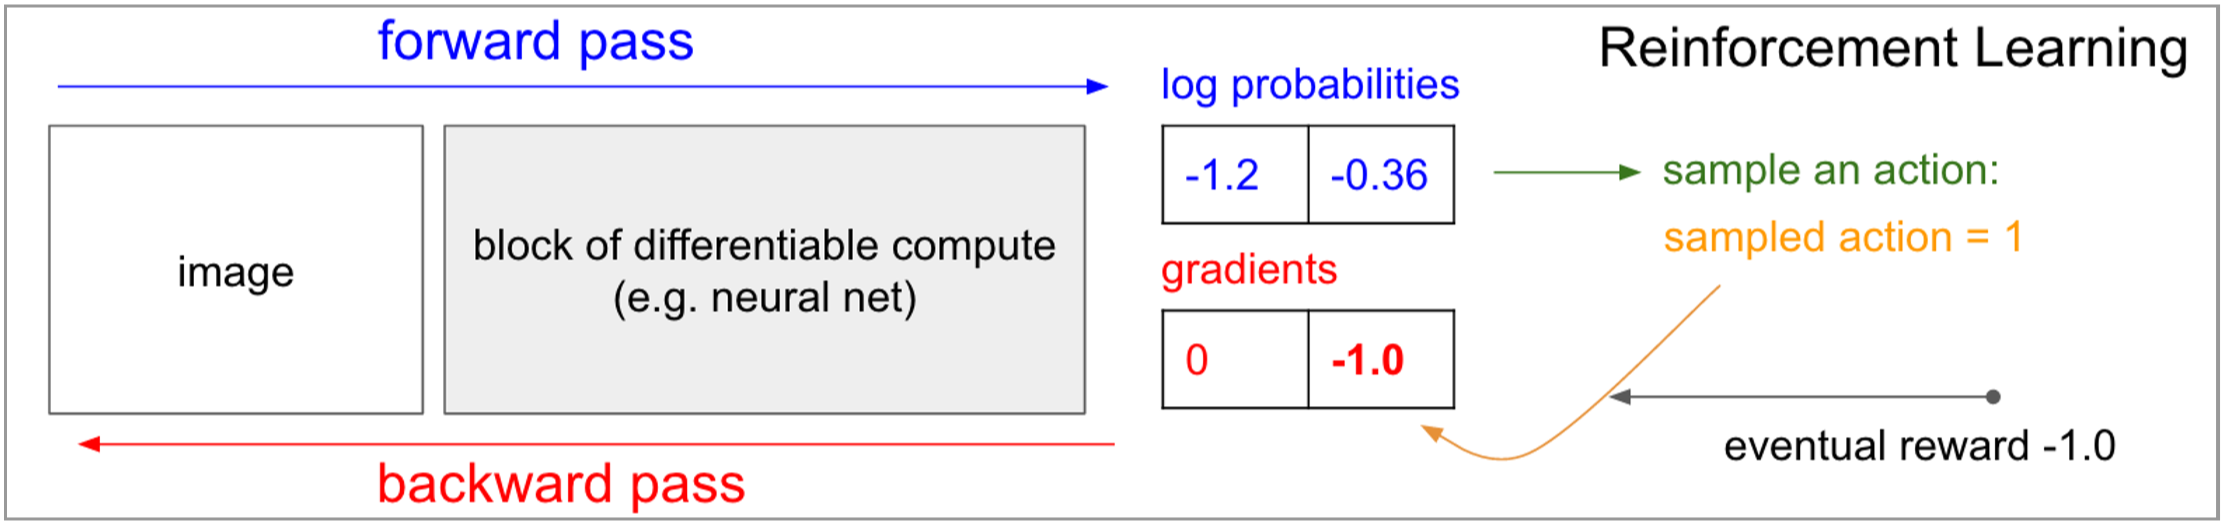 forward pass
Reinforcement Learning
log probabilities
-1.2
-0.36
sample an action:
sampled action = 1
image
block of differentiable compute
(e.g. neural net)
gradients
0
-1.0
eventual reward -1.0
backward pass